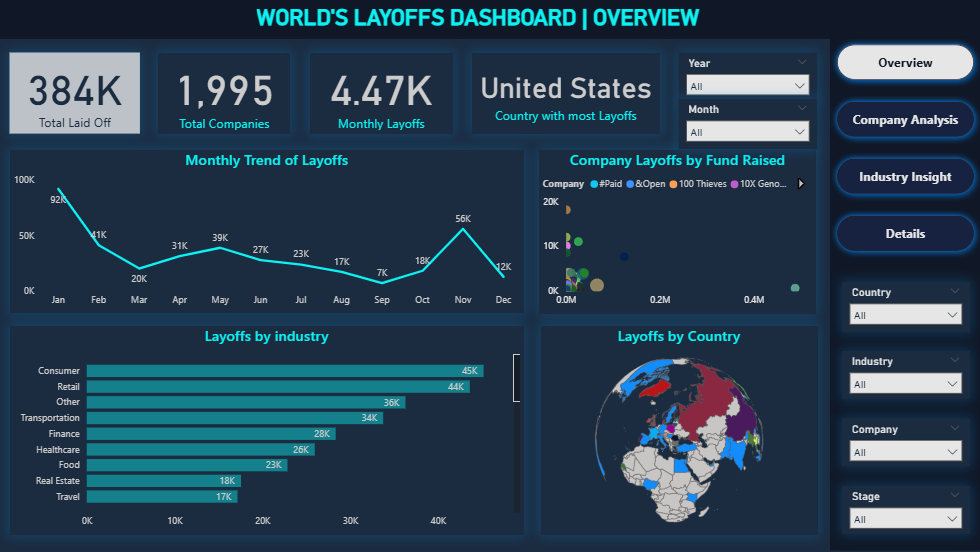 WORLD'S LAYOFFS DASHBOARD | OVERVIEW
384K
Total Laid Off
1,995
Total Companies
4.47K
Monthly Layoffs
United States
Country with most Layoffs
Year
All
Month
All
Overview
Company Analysis
Industry Insight
Details
Monthly Trend of Layoffs
100K
50K
0K
92K
41K
20K
31K
39K
27K
23K
17K
7K
18K
56K
12K
Jan Feb Mar Apr May Jun Jul Aug Sep Oct Nov Dec
Company Layoffs by Fund Raised
Company #Paid &Open 100 Thieves 10X Geno...
20K
10K
0K
0.0M 0.2M 0.4M
Layoffs by industry
Consumer 45K
Retail 44K
Other 36K
Transportation 34K
Finance 28K
Healthcare 26K
Food 23K
Real Estate 18K
Travel 17K
0K 10K 20K 30K 40K
Layoffs by Country
Country
All
Industry
All
Company
All
Stage
All